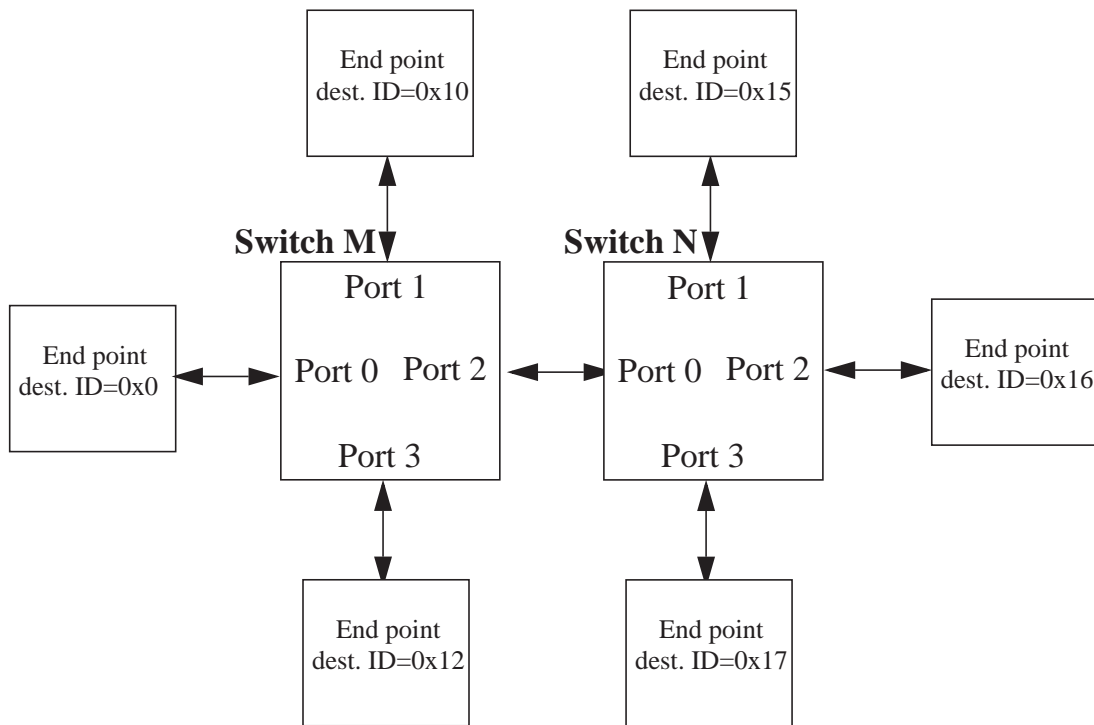 End point
dest. ID=0x10
End point
dest. ID=0x15
Switch M
Switch N
Port 1
Port 1
End point
dest. ID=0x0
Port 0
Port 2
Port 0
Port 2
End point
dest. ID=0x16
Port 3
Port 3
End point
dest. ID=0x12
End point
dest. ID=0x17